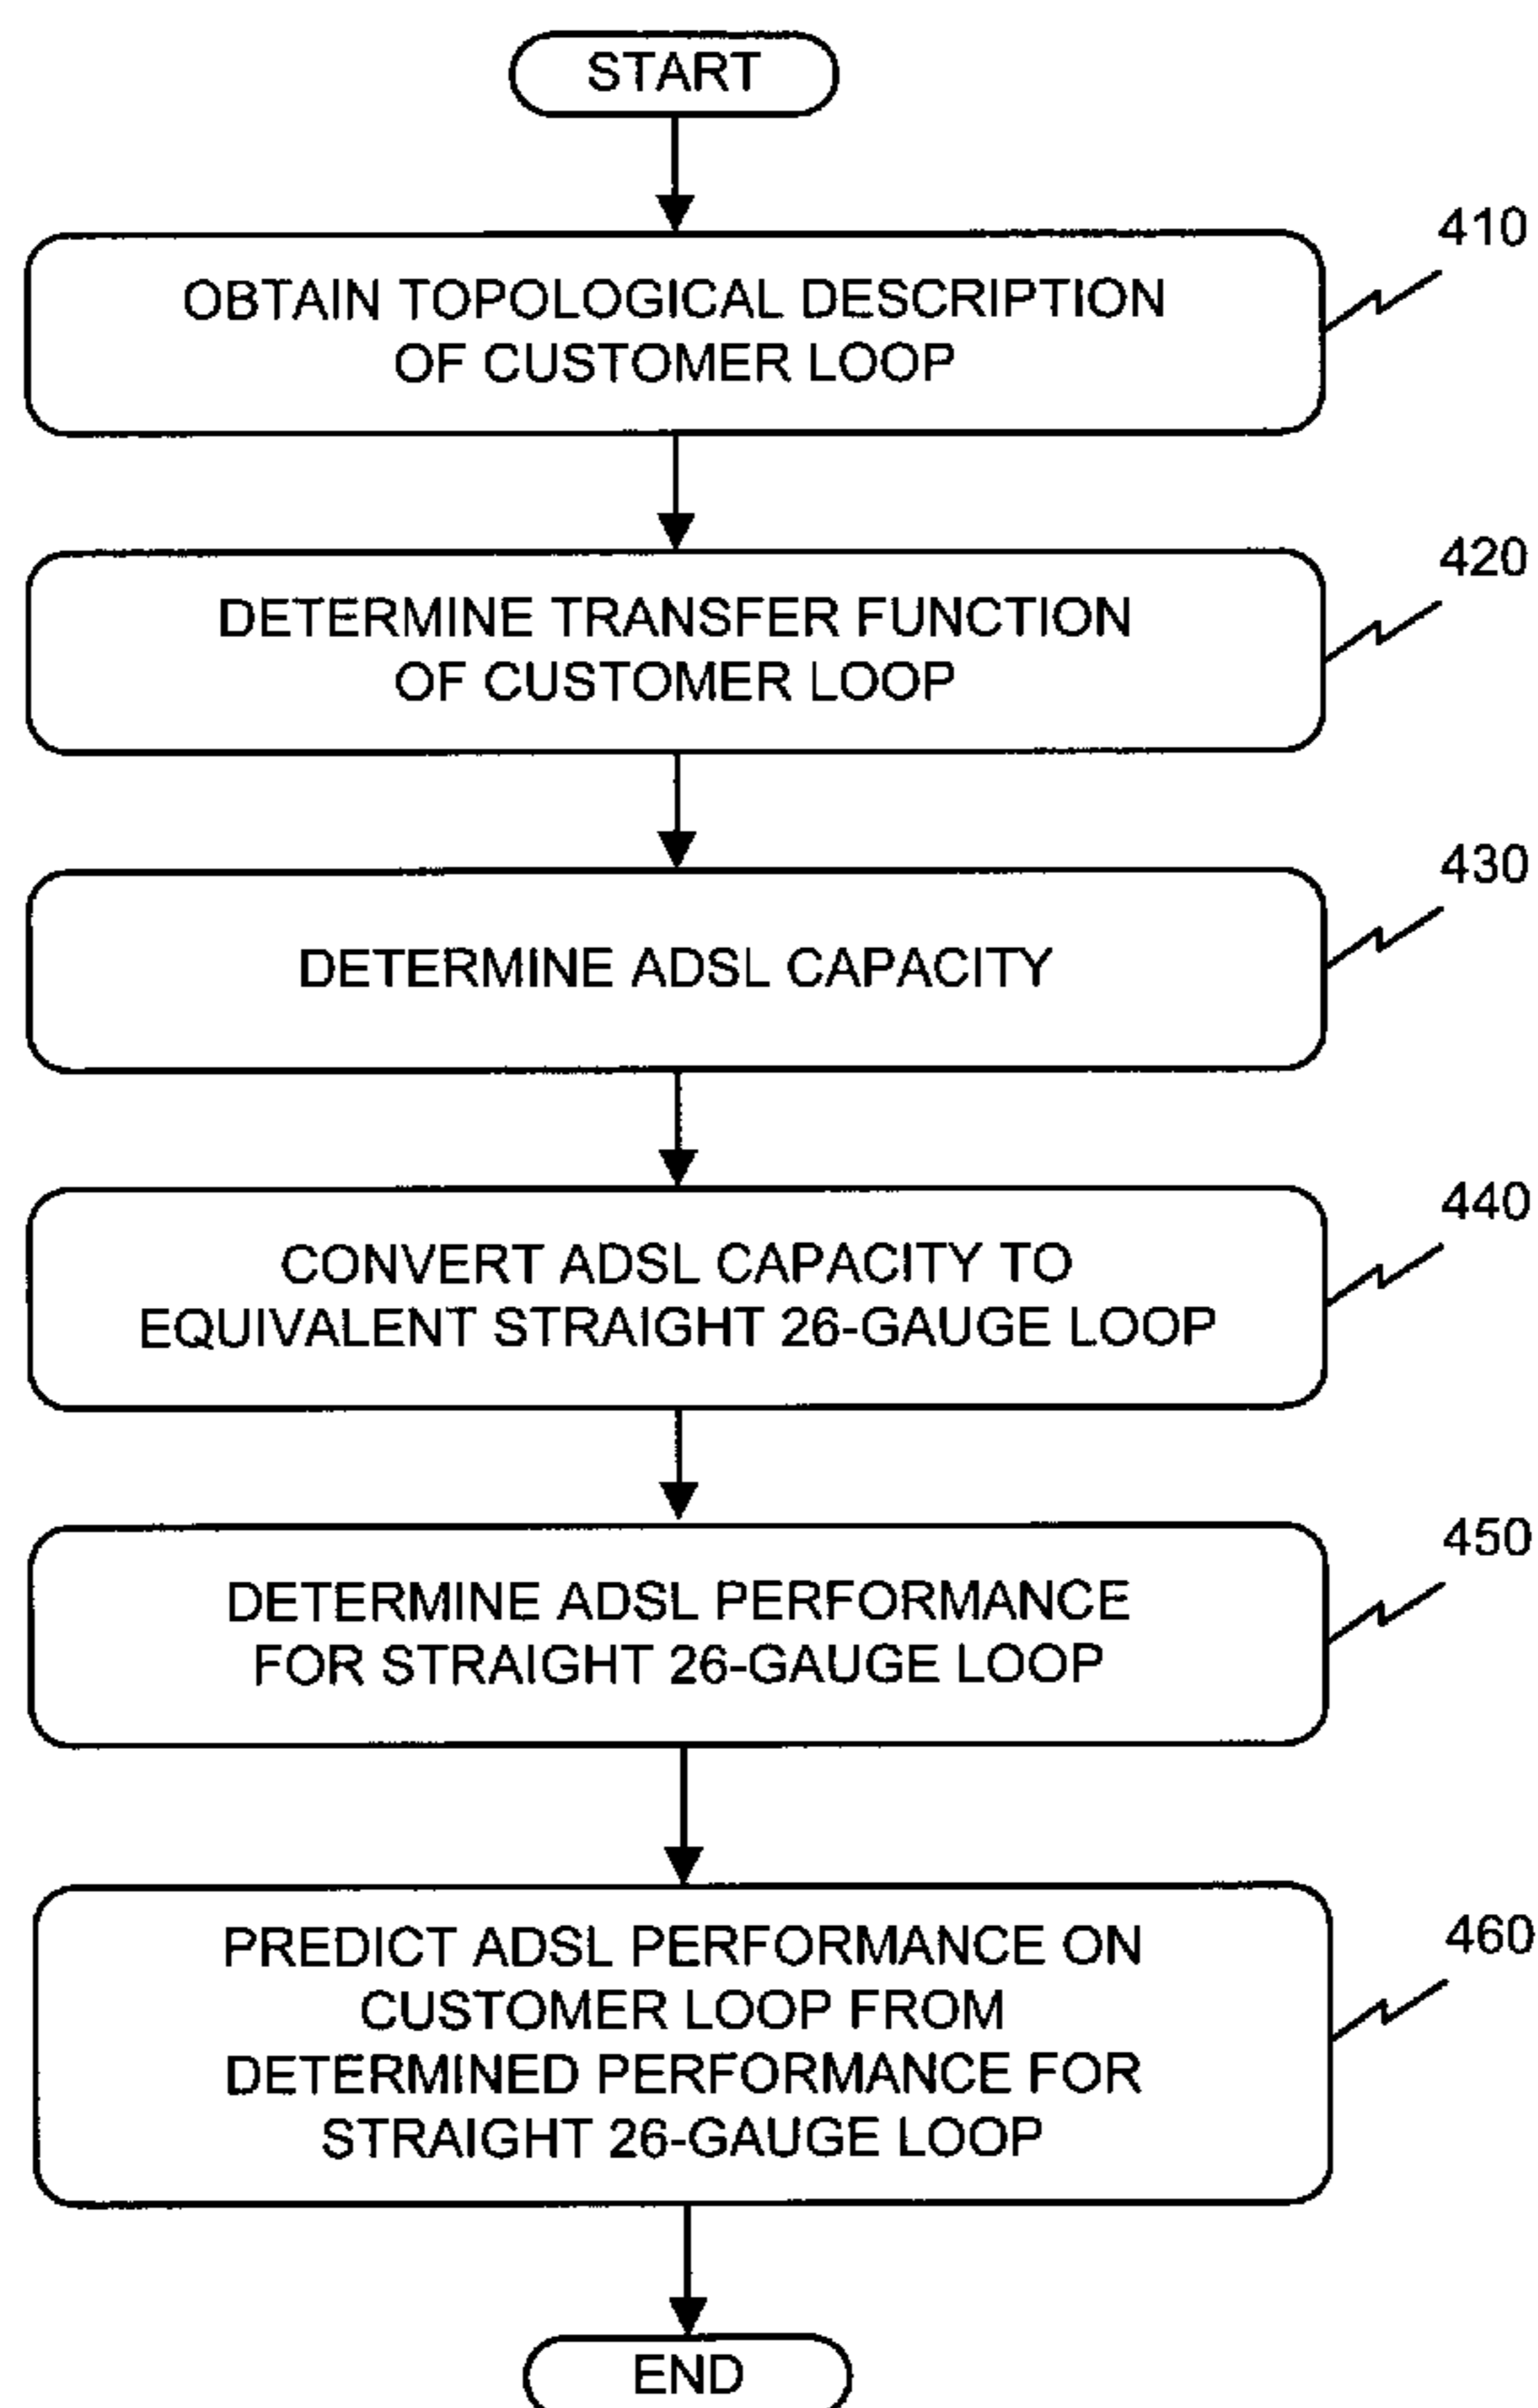 START
410
OBTAIN TOPOLOGICAL DESCRIPTION
OF CUSTOMER LOOP
420
DETERMINE TRANSFER FUNCTION
OF CUSTOMER LOOP
430
DETERMINE ADSL CAPACITY
440
CONVERT ADSL CAPACITY TO
EQUIVALENT STRAIGHT 26-GAUGE LOOP
450
DETERMINE ADSL PERFORMANCE
FOR STRAIGHT 26-GAUGE LOOP
460
PREDICT ADSL PERFORMANCE ON
CUSTOMER LOOP FROM
DETERMINED PERFORMANCE FOR
STRAIGHT 26-GAUGE LOOP
END